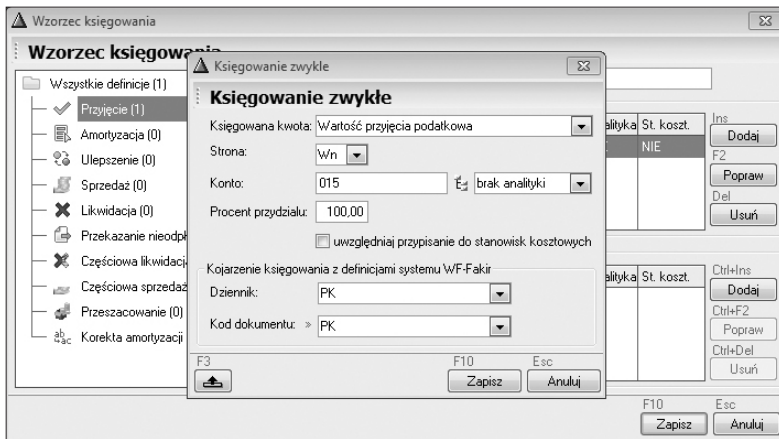 Wzorzec księgowania
Wzorzec księgowania
Wszystkie definicje (1)
Przyjęcie (1)
Amortyzacja (0)
Ulepszenie (0)
Sprzedaż (0)
Likwidacja (0)
Przekazanie nieodpł
Częściowa likwidacj
Częściowa sprzedaż
Przeszacowanie (0)
Korekta amortyzacji
Księgowanie zwykłe
Księgowanie zwykłe
Księgowana kwota: Wartość przyjęcia podatkowa
Strona: Wn
Konto: 015 brak analityki
Procent przydziału: 100,00
uwzględniaj przypisanie do stanowisk kosztowych
Kojarzenie księgowania z definicjami systemu WF-Fakir
Dziennik: PK
Kod dokumentu: » PK
F3 F10 Esc
Zapisz Anuluj
alityka St. koszt. Ins
NIE Dodaj
F2
Popraw
Del
Usuń
alityka St. koszt. Ctrl+Ins
Dodaj
Ctrl+F2
Popraw
Ctrl+Del
Usuń
F10 Esc
Zapisz Anuluj